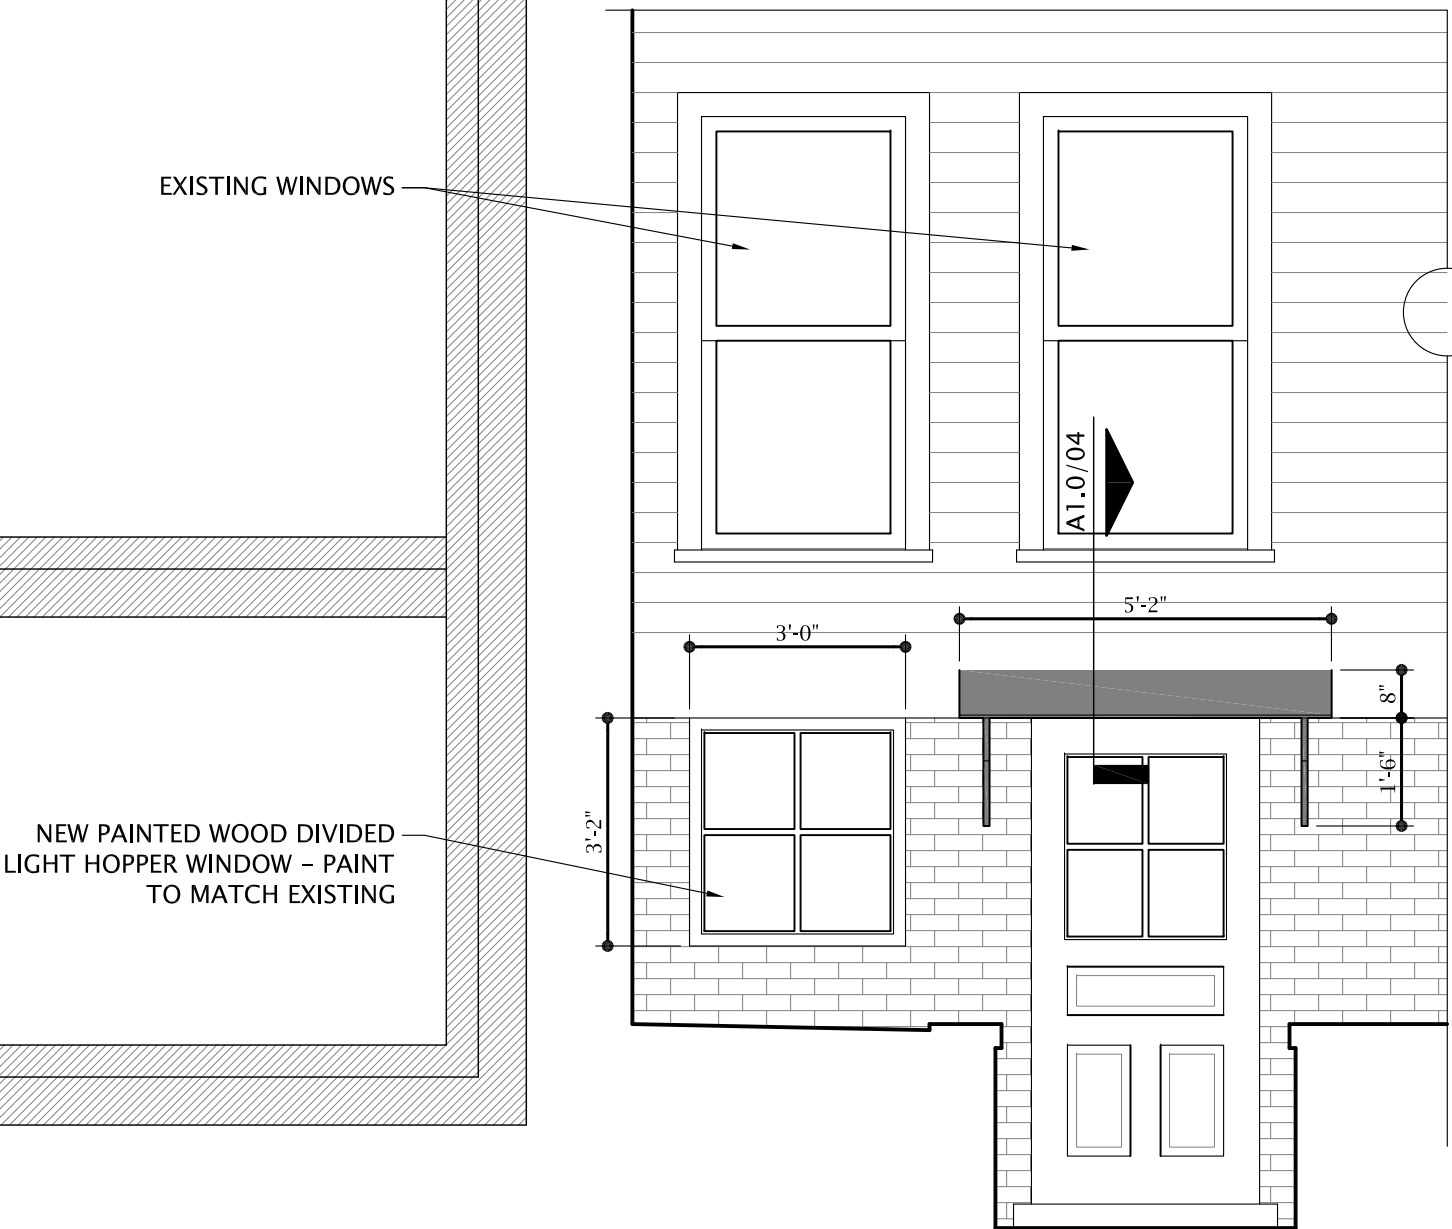 EXISTING WINDOWS
A1.0/04
5'-2"
3'-0"
8"
1'-6"
3'-2"
NEW PAINTED WOOD DIVIDED
LIGHT HOPPER WINDOW – PAINT
TO MATCH EXISTING